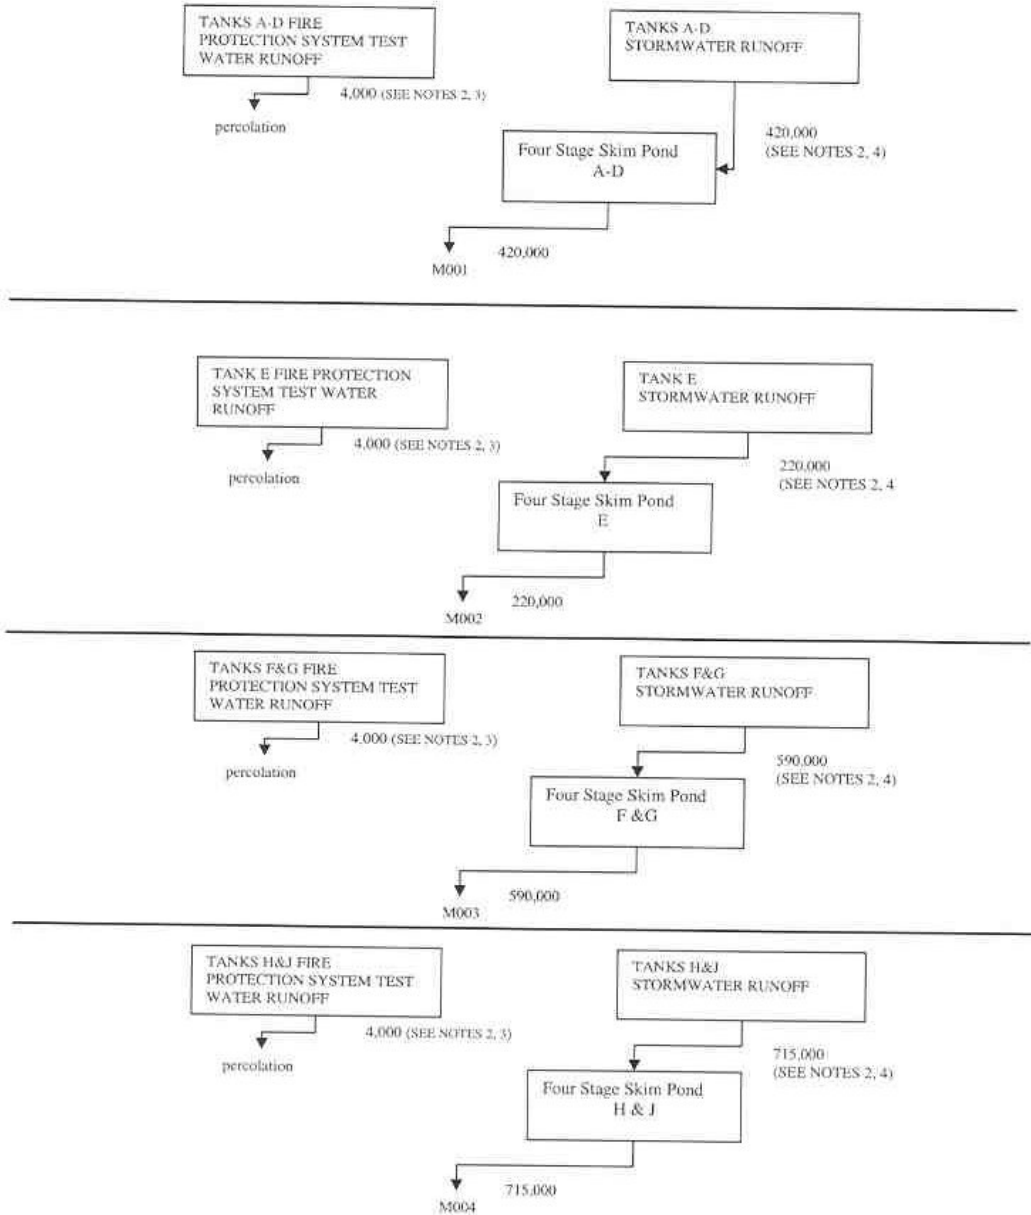 TANKS A-D FIRE
PROTECTION SYSTEM TEST
WATER RUNOFF
4,000 (SEE NOTES 2, 3)
percolation
TANKS A-D
STORMWATER RUNOFF
420,000
(SEE NOTES 2, 4)
Four Stage Skim Pond
A-D
420,000
M001
TANK E FIRE PROTECTION
SYSTEM TEST WATER
RUNOFF
4,000 (SEE NOTES 2, 3)
percolation
TANK E
STORMWATER RUNOFF
220,000
(SEE NOTES 2, 4
Four Stage Skim Pond
E
220,000
M002
TANKS F&G FIRE
PROTECTION SYSTEM TEST
WATER RUNOFF
4,000 (SEE NOTES 2, 3)
percolation
TANKS F&G
STORMWATER RUNOFF
590,000
(SEE NOTES 2, 4)
Four Stage Skim Pond
F &G
590,000
M003
TANKS H&J FIRE
PROTECTION SYSTEM TEST
WATER RUNOFF
4,000 (SEE NOTES 2, 3)
percolation
TANKS H&J
STORMWATER RUNOFF
715,000
(SEE NOTES 2, 4)
Four Stage Skim Pond
H & J
715,000
M004